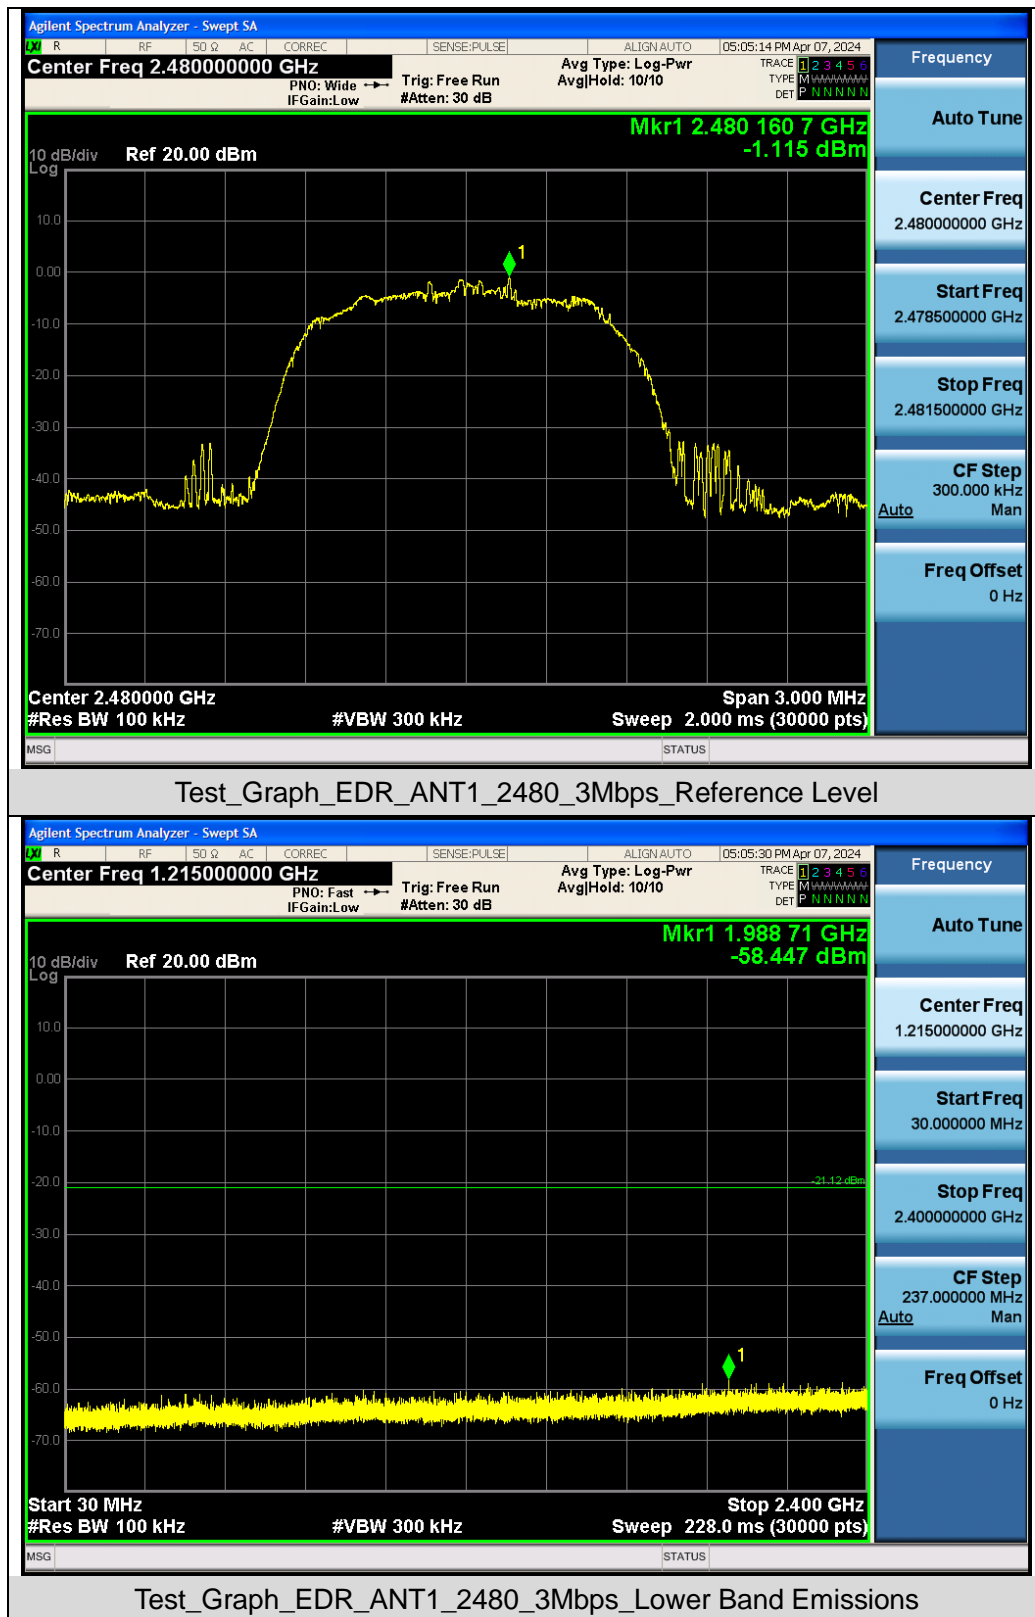 Agilent Spectrum Analyzer - Swept SA
LXI R RF 50 Ω AC CORREC SENSE:PULSE ALIGN AUTO 05:05:14 PM Apr 07, 2024
Center Freq 2.480000000 GHz
PNO: Wide
IFGain:Low
Trig: Free Run
#Atten: 30 dB
Avg Type: Log-Pwr
Avg|Hold: 10/10
TRACE 1 2 3 4 5 6
TYPE M
DET P N N N N N
Mkr1 2.480 160 7 GHz
-1.115 dBm
10 dB/div Ref 20.00 dBm
Log
10.0
0.00
-10.0
-20.0
-30.0
-40.0
-50.0
-60.0
-70.0
1
Center 2.480000 GHz Span 3.000 MHz
#Res BW 100 kHz #VBW 300 kHz Sweep 2.000 ms (30000 pts)
MSG STATUS
Frequency
Auto Tune
Center Freq
2.480000000 GHz
Start Freq
2.478500000 GHz
Stop Freq
2.481500000 GHz
CF Step
300.000 kHz
Auto Man
Freq Offset
0 Hz
Test_Graph_EDR_ANT1_2480_3Mbps_Reference Level
Agilent Spectrum Analyzer - Swept SA
LXI R RF 50 Ω AC CORREC SENSE:PULSE ALIGN AUTO 05:05:30 PM Apr 07, 2024
Center Freq 1.215000000 GHz
PNO: Fast
IFGain:Low
Trig: Free Run
#Atten: 30 dB
Avg Type: Log-Pwr
Avg|Hold: 10/10
TRACE 1 2 3 4 5 6
TYPE M
DET P N N N N N
Mkr1 1.988 71 GHz
-58.447 dBm
10 dB/div Ref 20.00 dBm
Log
10.0
0.00
-10.0
-20.0
-30.0
-40.0
-50.0
-60.0
-70.0
-21.12 dBm
1
Start 30 MHz Stop 2.400 GHz
#Res BW 100 kHz #VBW 300 kHz Sweep 228.0 ms (30000 pts)
MSG STATUS
Frequency
Auto Tune
Center Freq
1.215000000 GHz
Start Freq
30.000000 MHz
Stop Freq
2.400000000 GHz
CF Step
237.000000 MHz
Auto Man
Freq Offset
0 Hz
Test_Graph_EDR_ANT1_2480_3Mbps_Lower Band Emissions